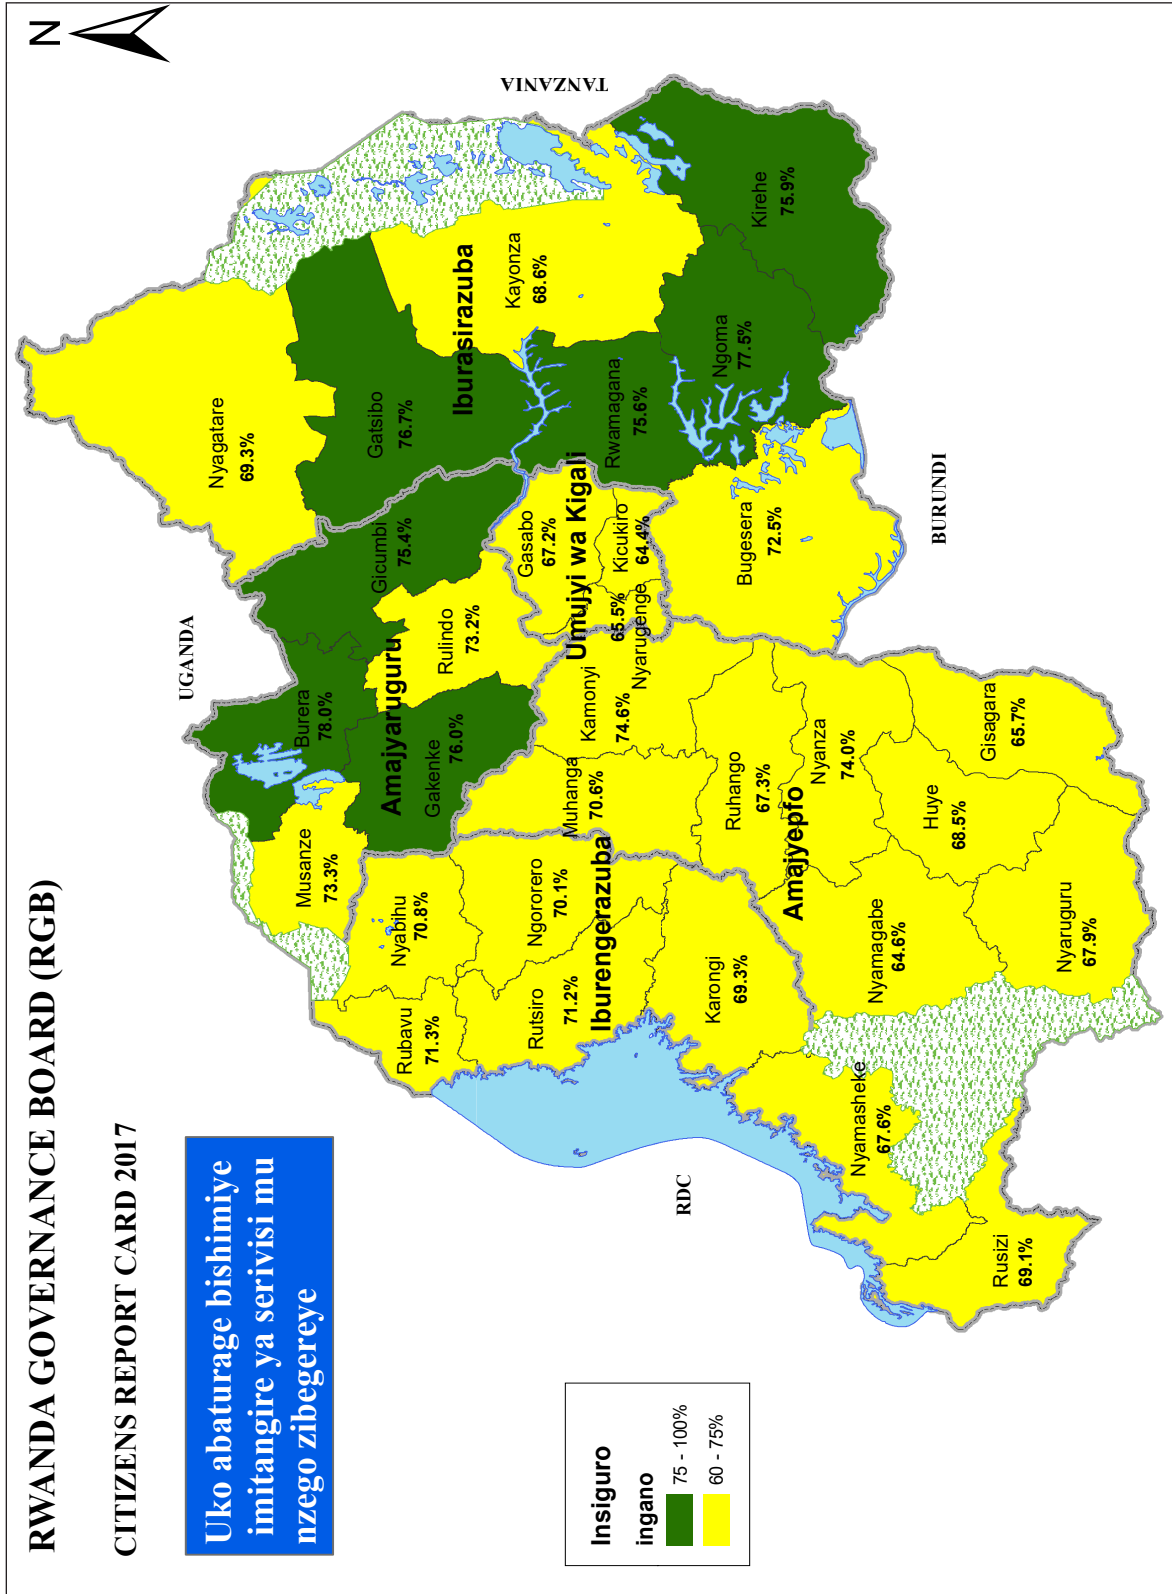 RWANDA GOVERNANCE BOARD (RGB)
CITIZENS REPORT CARD 2017
Uko abaturage bishimiye
imitangire ya serivisi mu
nzego zibegereye
N
UGANDA
TANZANIA
BURUNDI
RDC
Nyagatare
69.3%
Gatsibo
76.7%
Iburasirazuba
Kayonza
68.6%
Rwamagana
75.6%
Ngoma
77.5%
Kirehe
75.9%
Bugesera
72.5%
Gicumbi
75.4%
Burera
78.0%
Rulindo
73.2%
Amajyaruguru
Gakenke
76.0%
Musanze
73.3%
Gasabo
67.2%
Umujyi wa Kigali
Kicukiro
64.4%
65.5%
Nyarugenge
Kamonyi
74.6%
Muhanga
70.6%
Ruhango
67.3%
Nyanza
74.0%
Amajyepfo
Gisagara
65.7%
Huye
68.5%
Nyamagabe
64.6%
Nyaruguru
67.9%
Nyabihu
70.8%
Rubavu
71.3%
Ngororero
70.1%
Rutsiro
71.2%
Iburengerazuba
Karongi
69.3%
Nyamasheke
67.6%
Rusizi
69.1%
Insiguro
ingano
75 - 100%
60 - 75%